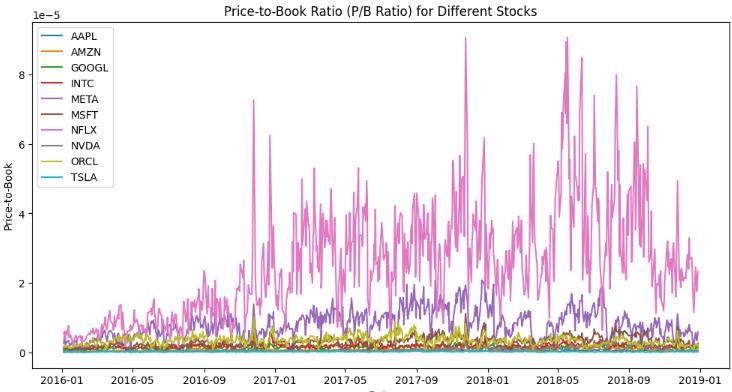 Price-to-Book Ratio (P/B Ratio) for Different Stocks
1e−5
AAPL
AMZN
GOOGL
INTC
META
MSFT
NFLX
NVDA
ORCL
TSLA
Price-to-Book
8
6
4
2
0
2016-01 2016-05 2016-09 2017-01 2017-05 2017-09 2018-01 2018-05 2018-09 2019-01